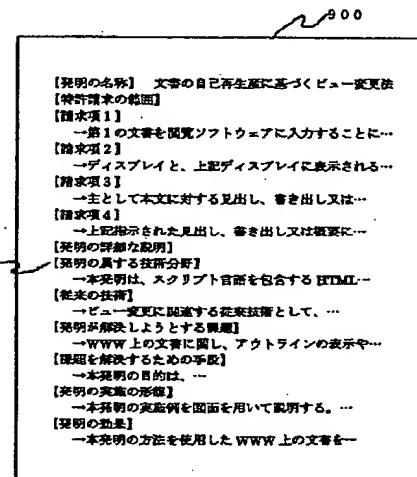 900
【発明の名称】 文書の自己再生産に基づくビュー変更法
【特許請求の範囲】
【請求項1】
→第1の文書を閲覧ソフトウェアに入力することに…
【請求項2】
→ディスプレイと、上記ディスプレイに表示される…
【請求項3】
→主として本文に対する見出し、書き出し又は…
【請求項4】
→上記指示された見出し、書き出し又は概要に…
【発明の詳細な説明】
【発明の属する技術分野】
→本発明は、スクリプト言語を包含するHTML…
【従来の技術】
→ビュー変更に関連する従来技術として、…
【発明が解決しようとする課題】
→WWW上の文書に関し、アウトラインの表示や…
【課題を解決するための手段】
→本発明の目的は、…
【発明の実施の形態】
→本発明の実施例を図面を用いて説明する。…
【発明の効果】
→本発明の方法を使用したWWW上の文書を…